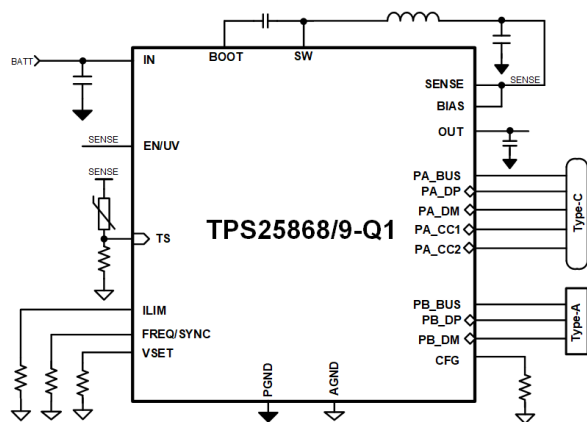 BOOT
SW
BATT
IN
SENSE
SENSE
BIAS
OUT
SENSE
EN/UV
SENSE
TS
TPS25868/9-Q1
PA_BUS
PA_DP
PA_DM
PA_CC1
PA_CC2
Type-C
ILIM
FREQ/SYNC
VSET
PB_BUS
PB_DP
PB_DM
CFG
Type-A
PGND
AGND